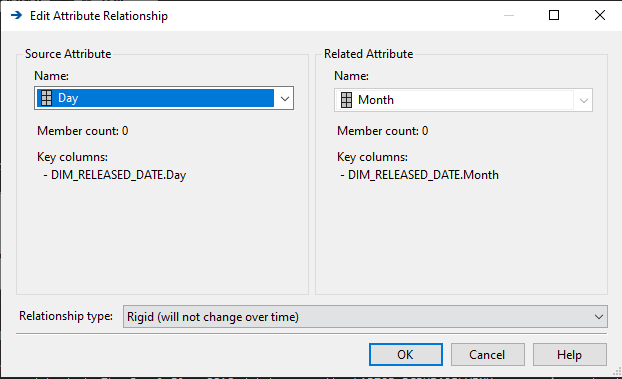 Edit Attribute Relationship
Source Attribute
Name:
Day
Member count: 0
Key columns:
- DIM_RELEASED_DATE.Day
Related Attribute
Name:
Month
Member count: 0
Key columns:
- DIM_RELEASED_DATE.Month
Relationship type:
Rigid (will not change over time)
OK
Cancel
Help